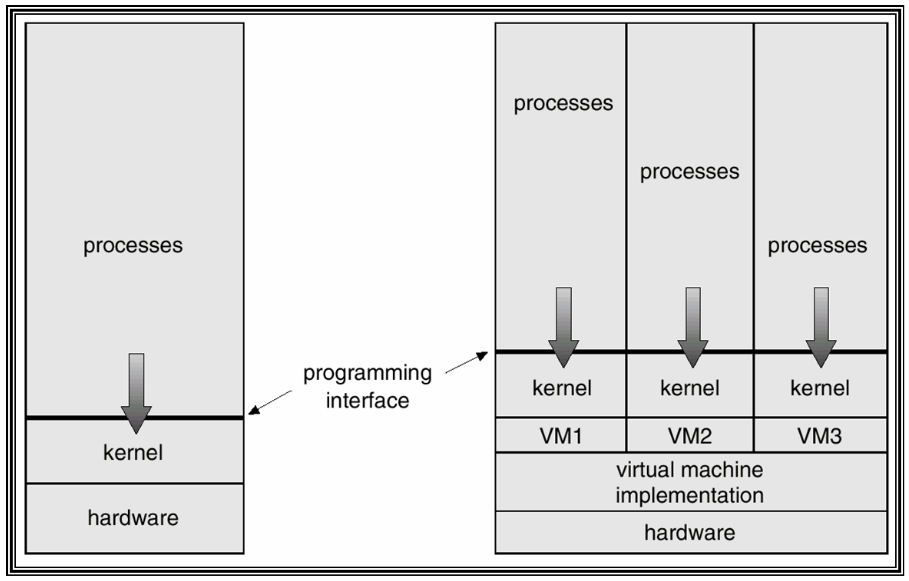 processes
kernel
hardware
programming
interface
processes
processes
processes
kernel
kernel
kernel
VM1
VM2
VM3
virtual machine
implementation
hardware